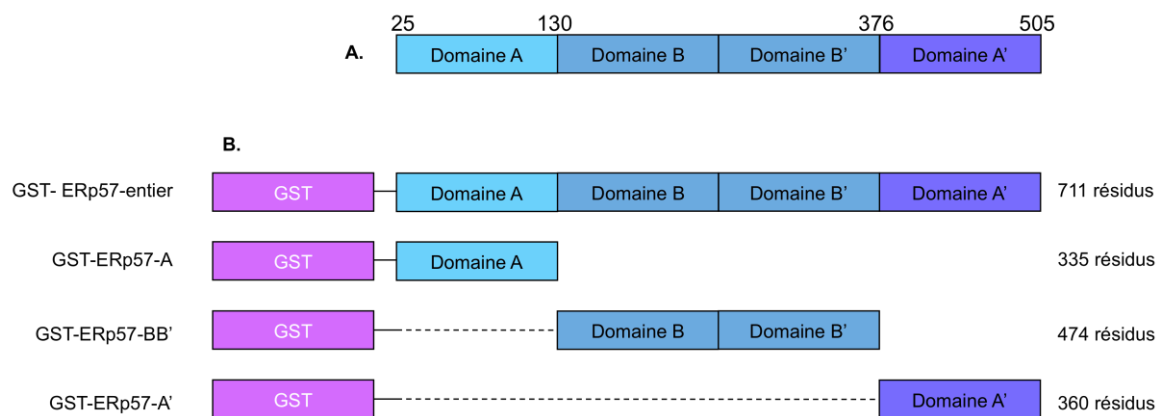 25 130 376 505
A. Domaine A Domaine B Domaine B' Domaine A'
B.
GST- ERp57-entier GST Domaine A Domaine B Domaine B' Domaine A' 711 résidus
GST-ERp57-A GST Domaine A 335 résidus
GST-ERp57-BB' GST Domaine B Domaine B' 474 résidus
GST-ERp57-A' GST Domaine A' 360 résidus